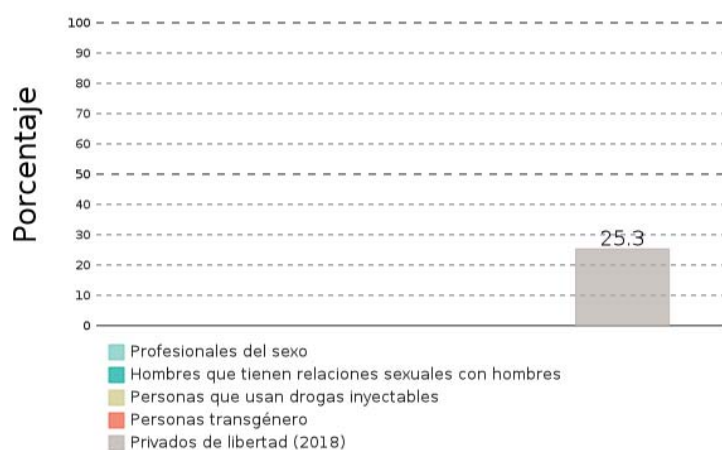 Porcentaje
100
90
80
70
60
50
40
30
20
10
0
25.3
Profesionales del sexo
Hombres que tienen relaciones sexuales con hombres
Personas que usan drogas inyectables
Personas transgénero
Privados de libertad (2018)